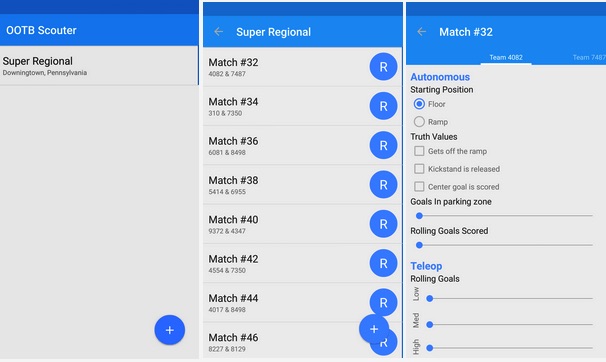 OOTB Scouter
Super Regional
Downingtown, Pennsylvania
+
← Super Regional
Match #32
4082 & 7487
R
Match #34
310 & 7350
R
Match #36
6081 & 8498
R
Match #38
5414 & 6955
R
Match #40
9372 & 4347
R
Match #42
4554 & 7350
R
Match #44
4017 & 8498
R
Match #46
8227 & 8129
R
+
← Match #32
Team 4082 Team 7487
Autonomous
Starting Position
Floor
Ramp
Truth Values
Gets off the ramp
Kickstand is released
Center goal is scored
Goals In parking zone
Rolling Goals Scored
Teleop
Rolling Goals
Low
Med
High